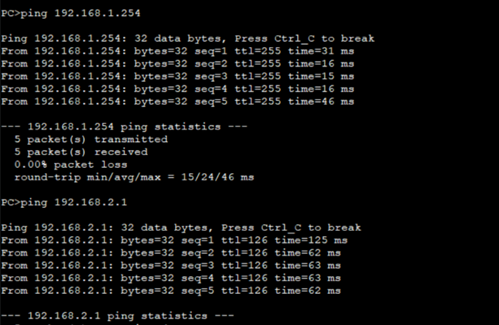 PC>ping 192.168.1.254
Ping 192.168.1.254: 32 data bytes, Press Ctrl_C to break
From 192.168.1.254: bytes=32 seq=1 ttl=255 time=31 ms
From 192.168.1.254: bytes=32 seq=2 ttl=255 time=16 ms
From 192.168.1.254: bytes=32 seq=3 ttl=255 time=15 ms
From 192.168.1.254: bytes=32 seq=4 ttl=255 time=16 ms
From 192.168.1.254: bytes=32 seq=5 ttl=255 time=46 ms
--- 192.168.1.254 ping statistics ---
5 packet(s) transmitted
5 packet(s) received
0.00% packet loss
round-trip min/avg/max = 15/24/46 ms
PC>ping 192.168.2.1
Ping 192.168.2.1: 32 data bytes, Press Ctrl_C to break
From 192.168.2.1: bytes=32 seq=1 ttl=126 time=125 ms
From 192.168.2.1: bytes=32 seq=2 ttl=126 time=62 ms
From 192.168.2.1: bytes=32 seq=3 ttl=126 time=63 ms
From 192.168.2.1: bytes=32 seq=4 ttl=126 time=63 ms
From 192.168.2.1: bytes=32 seq=5 ttl=126 time=62 ms
--- 192.168.2.1 ping statistics ---